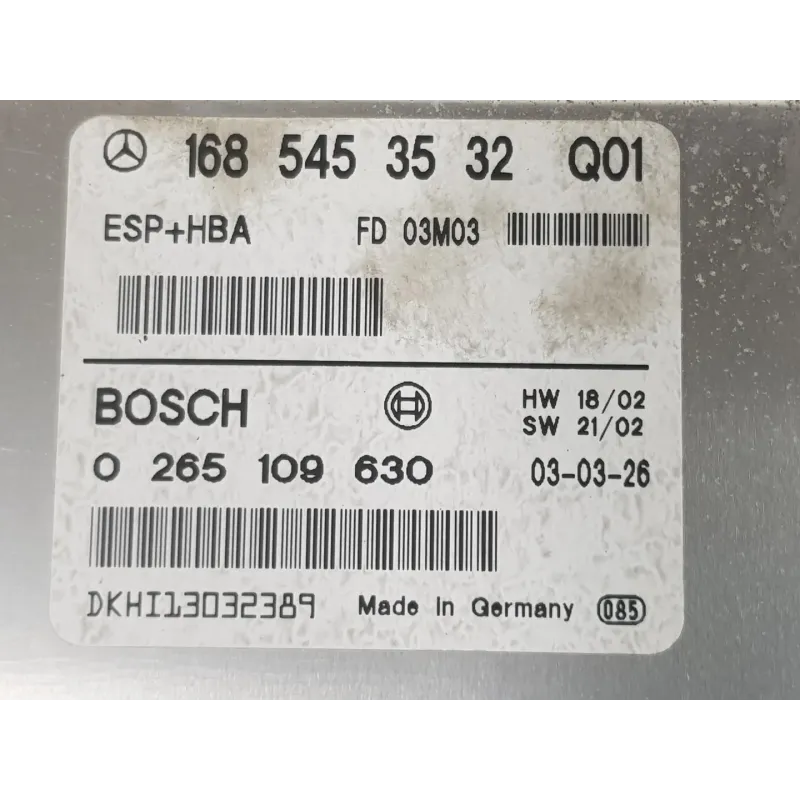 168 545 35 32 Q01
ESP+HBA FD 03M03
BOSCH HW 18/02
SW 21/02
0 265 109 630 03-03-26
DKHI13032389 Made In Germany 085